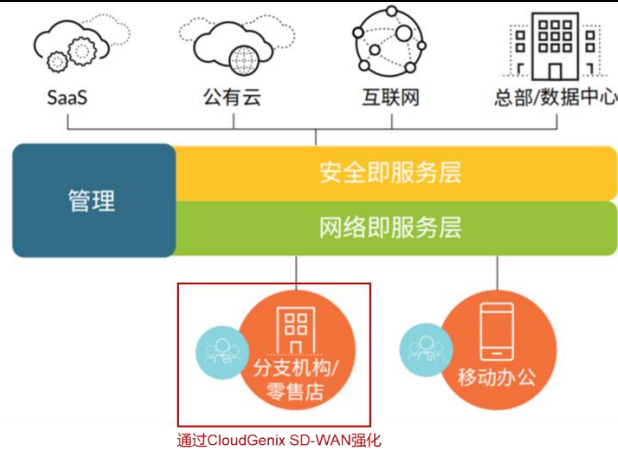 SaaS
公有云
互联网
总部/数据中心
管理
安全即服务层
网络即服务层
分支机构/
零售店
移动办公
通过CloudGenix SD-WAN强化